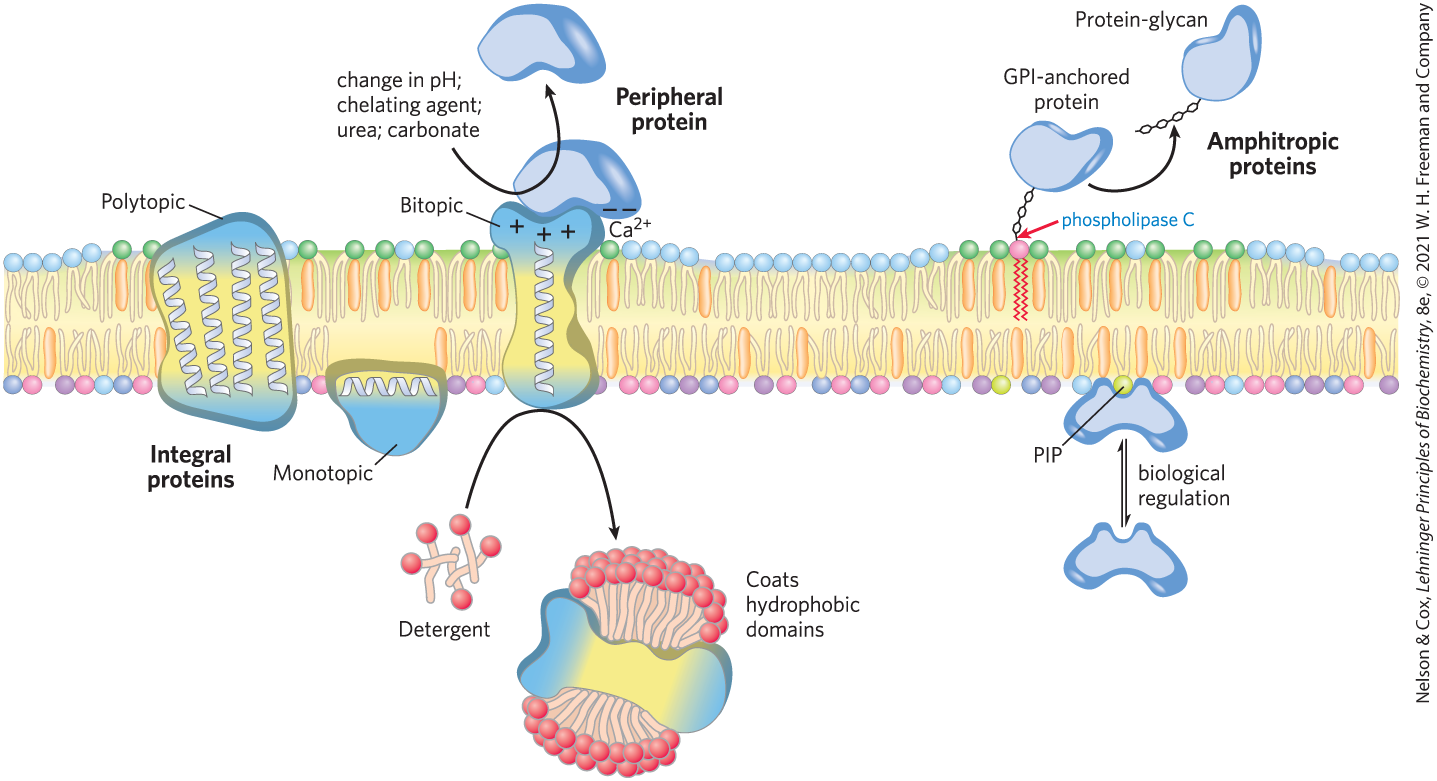 Protein-glycan
GPI-anchored
protein
change in pH;
chelating agent;
urea; carbonate
Peripheral
protein
Amphitropic
proteins
Polytopic
Bitopic
+ + +
– –
Ca2+
phospholipase C
Integral
proteins
Monotopic
PIP
biological
regulation
Detergent
Coats
hydrophobic
domains
Nelson & Cox, Lehninger Principles of Biochemistry, 8e, © 2021 W. H. Freeman and Company